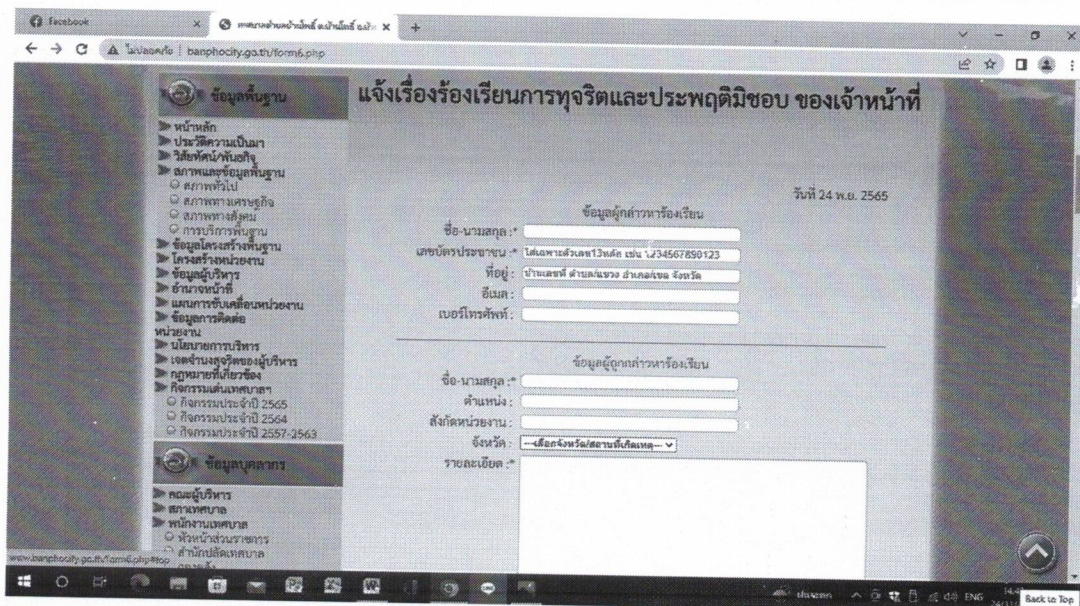 facebook
ไม่ปลอดภัย | banphocity.go.th/form6.php
ข้อมูลพื้นฐาน
หน้าหลัก
ประวัติความเป็นมา
วิสัยทัศน์/พันธกิจ
สภาพและข้อมูลพื้นฐาน
สภาพทั่วไป
สภาพทางเศรษฐกิจ
สภาพทางสังคม
การบริการพื้นฐาน
ข้อมูลโครงสร้างพื้นฐาน
โครงสร้างหน่วยงาน
ข้อมูลผู้บริหาร
อำนาจหน้าที่
แผนการขับเคลื่อนหน่วยงาน
ข้อมูลการติดต่อ
หน่วยงาน
นโยบายการบริหาร
เจตจำนงสุจริตของผู้บริหาร
กฎหมายที่เกี่ยวข้อง
กิจกรรมเด่นเทศบาลฯ
กิจกรรมประจำปี 2565
กิจกรรมประจำปี 2564
กิจกรรมประจำปี 2557-2563
ข้อมูลบุคลากร
คณะผู้บริหาร
สภาเทศบาล
พนักงานเทศบาล
หัวหน้าส่วนราชการ
สำนักปลัดเทศบาล
กองคลัง
แจ้งเรื่องร้องเรียนการทุจริตและประพฤติมิชอบ ของเจ้าหน้าที่
วันที่ 24 พ.ย. 2565
ข้อมูลผู้กล่าวหาร้องเรียน
ชื่อ-นามสกุล :*
เลขบัตรประชาชน :* ใส่เฉพาะตัวเลข13หลัก เช่น 1234567890123
ที่อยู่ : บ้านเลขที่ ตำบล/แขวง อำเภอ/เขต จังหวัด
อีเมล :
เบอร์โทรศัพท์ :
ข้อมูลผู้ถูกกล่าวหาร้องเรียน
ชื่อ-นามสกุล :*
ตำแหน่ง :
สังกัดหน่วยงาน :
จังหวัด : ---เลือกจังหวัด/สถานที่เกิดเหตุ---
รายละเอียด :*
www.banphocity.go.th/form6.php#top
ENG
Back to Top